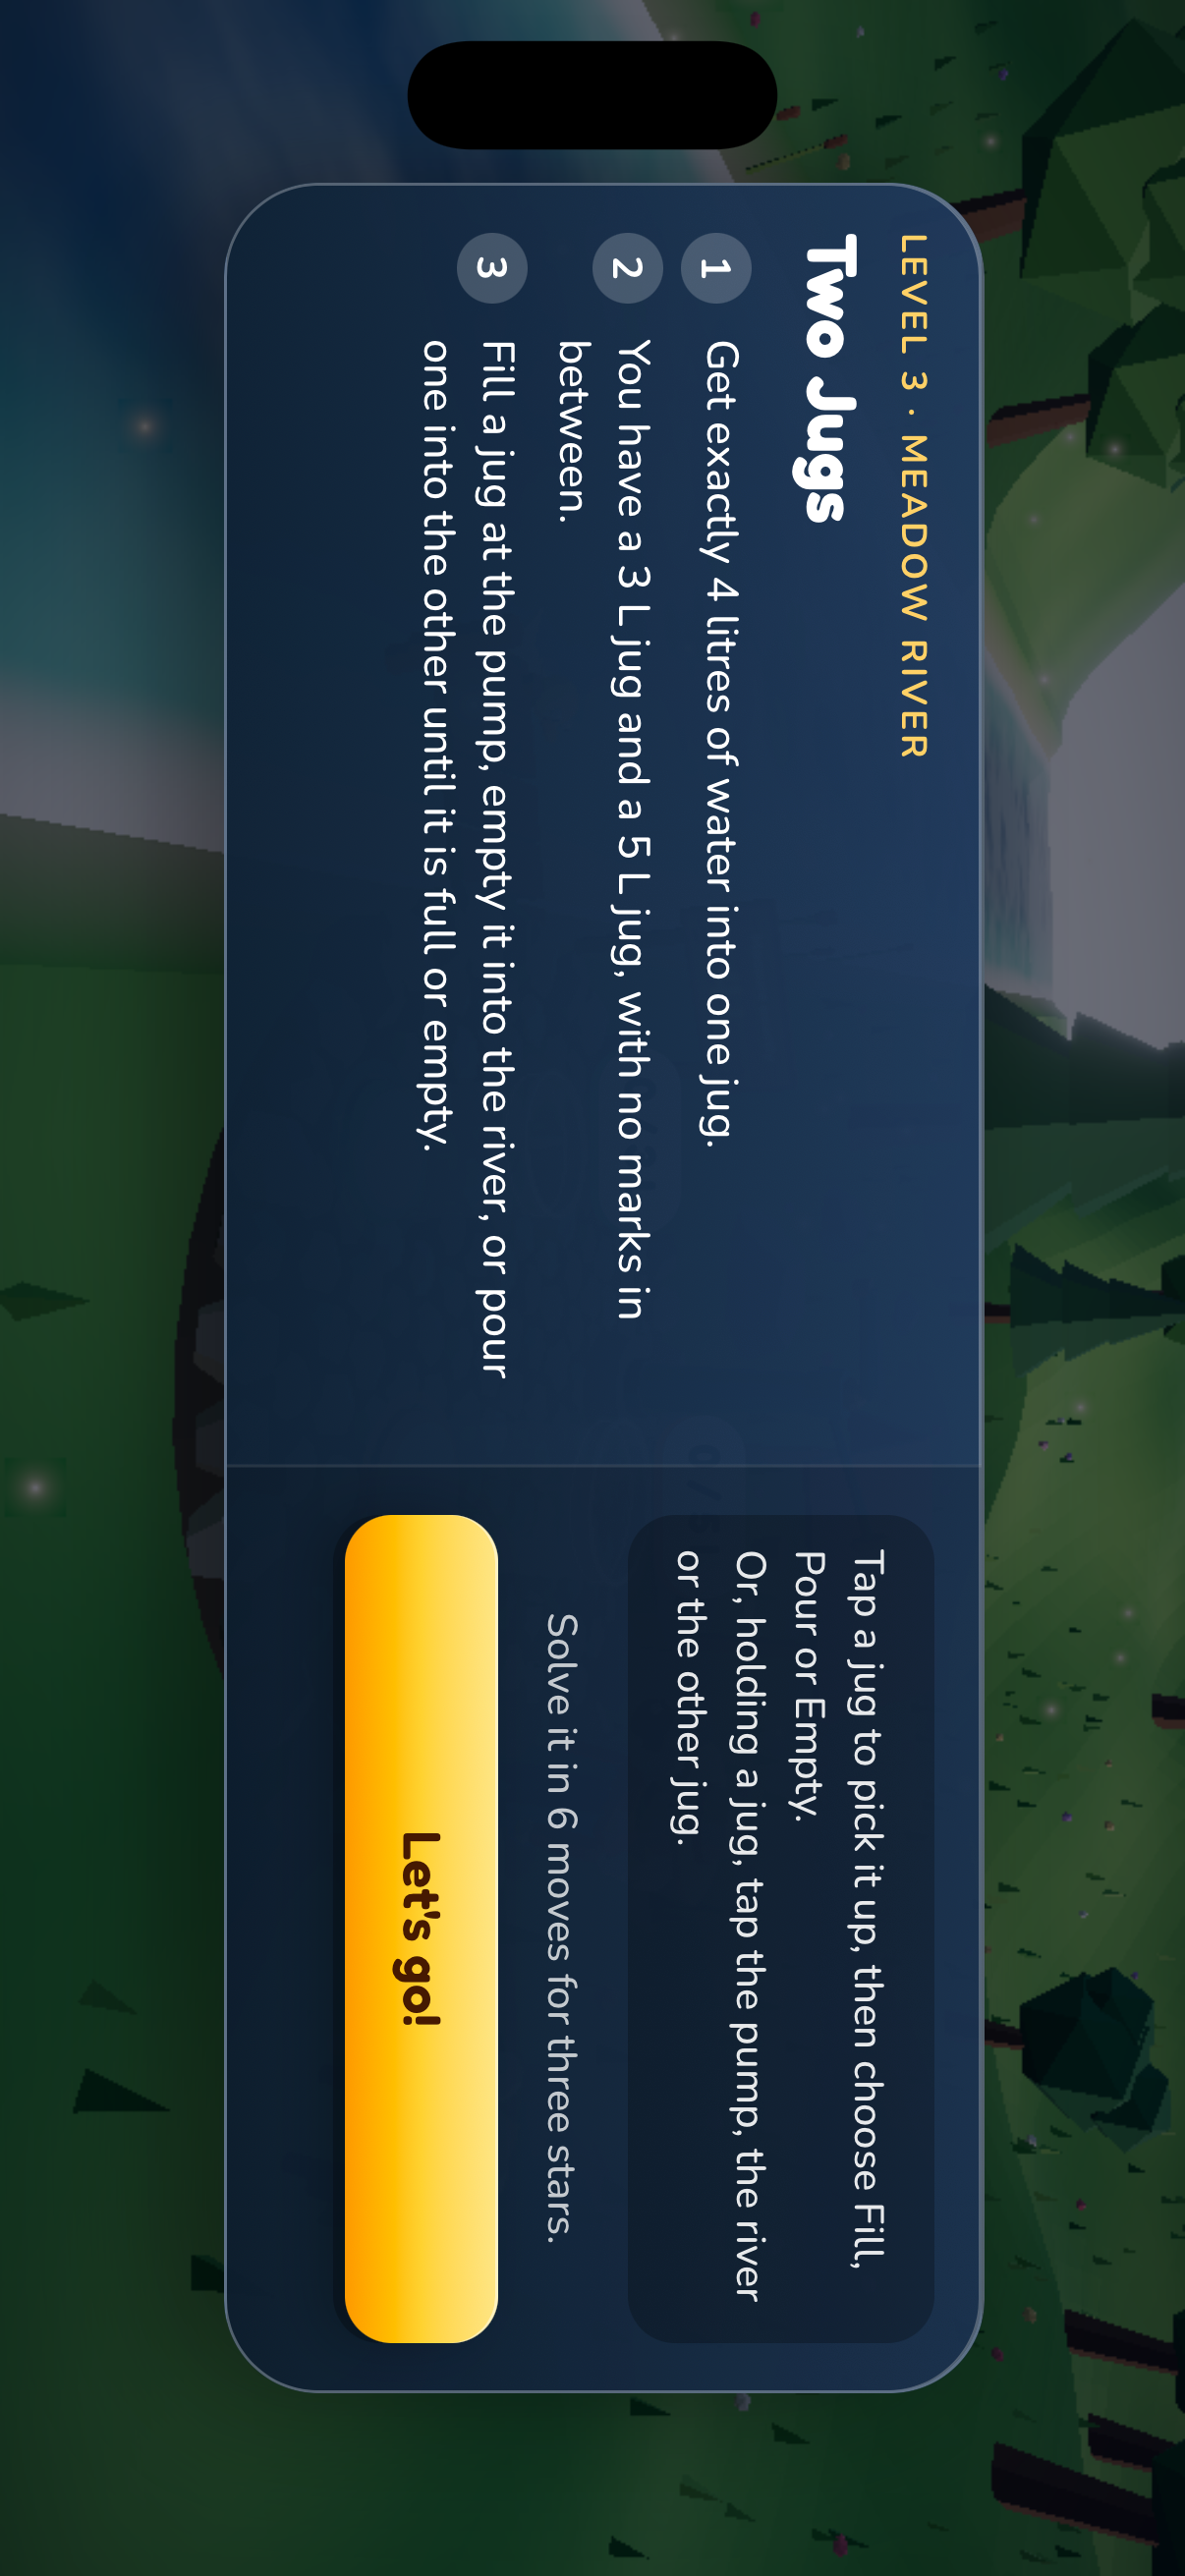 LEVEL 3 · MEADOW RIVER
Two Jugs
1 Get exactly 4 litres of water into one jug.
2 You have a 3 L jug and a 5 L jug, with no marks in
between.
3 Fill a jug at the pump, empty it into the river, or pour
one into the other until it is full or empty.
Tap a jug to pick it up, then choose Fill,
Pour or Empty.
Or, holding a jug, tap the pump, the river
or the other jug.
Solve it in 6 moves for three stars.
Let's go!